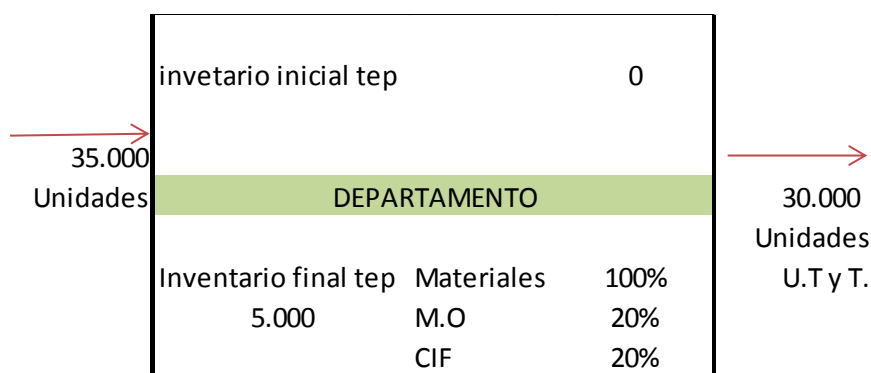 invetario inicial tep 0
35.000
Unidades DEPARTAMENTO 30.000
Unidades
Inventario final tep Materiales 100% U.T y T.
5.000 M.O 20%
CIF 20%